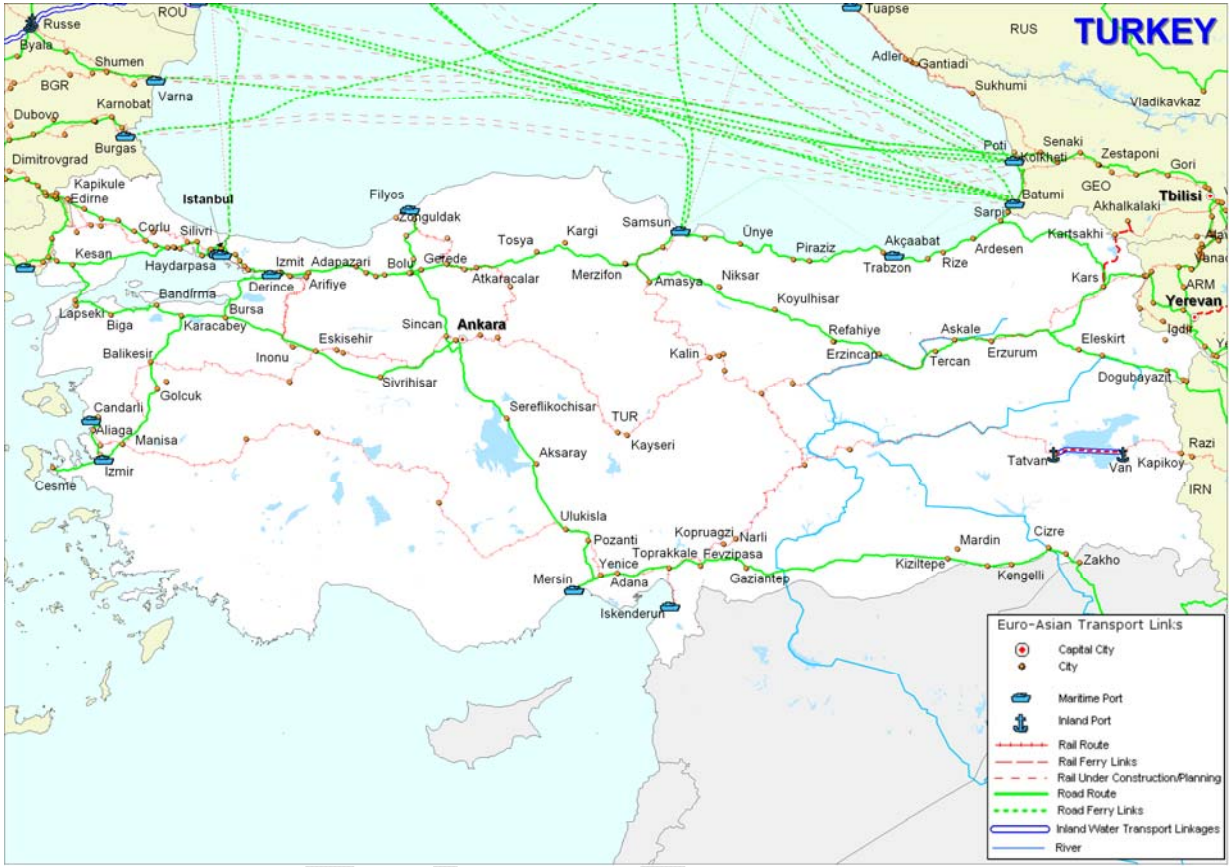 TURKEY
ROU
Tuapse
RUS
Russe
Byala
Shumen
Adler
Gantiadi
BGR
Varna
Sukhumi
Vladikavkaz
Karnobat
Dubovo
Burgas
Poti
Senaki
Kolkheti
Zestaponi
Dimitrovgrad
Gori
Kapikule
Edirne
Istanbul
Filyos
Batumi
GEO
Tbilisi
Zonguldak
Samsun
Sarpi
Akhalkalaki
Corlu
Silivri
Tosya
Kargi
Ünye
Akçaabat
Kartsakhi
Kesan
Haydarpasa
Izmit
Adapazari
Bolu
Gerede
Piraziz
Trabzon
Rize
Ardesen
Derince
Arifiye
Atkaracalar
Merzifon
Amasya
Niksar
Kars
ARM
Lapseki
Bandırma
Biga
Bursa
Karacabey
Koyulhisar
Yerevan
Sincan
Ankara
Refahiye
Askale
Igdir
Balikesir
Inonu
Eskisehir
Kalin
Erzincan
Tercan
Erzurum
Eleskirt
Golcuk
Sivrihisar
Dogubayazit
Candarli
Sereflikochisar
TUR
Aliaga
Manisa
Kayseri
Razi
Izmir
Aksaray
Tatvan
Van
Kapikoy
Cesme
IRN
Ulukisla
Kopruagzi
Narli
Cizre
Pozanti
Mardin
Toprakkale
Fevzipasa
Kiziltepe
Zakho
Yenice
Mersin
Adana
Gaziantep
Kengelli
Iskenderun
Euro-Asian Transport Links
Capital City
City
Maritime Port
Inland Port
Rail Route
Rail Ferry Links
Rail Under Construction/Planning
Road Route
Road Ferry Links
Inland Water Transport Linkages
River